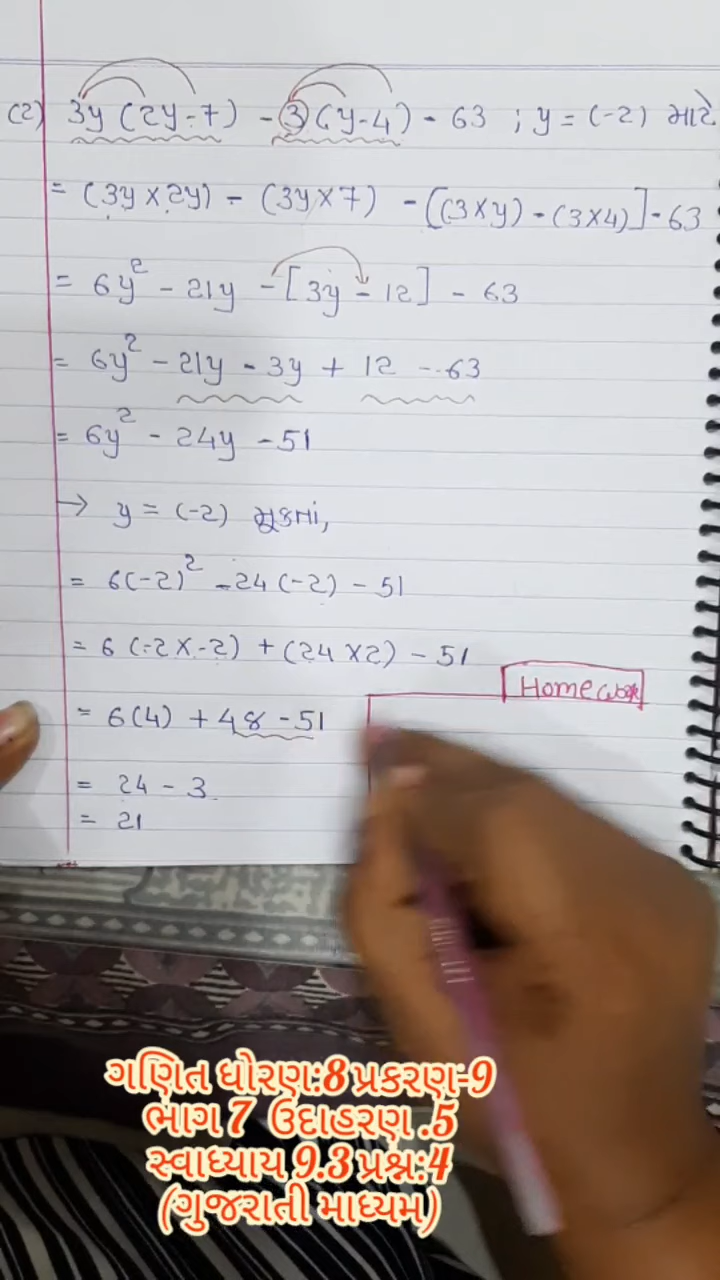 (2) 3y (2y-7) - 3(y-4) - 63 ; y = (-2) માટે
= (3y × 2y) - (3y × 7) - [(3×y) - (3×4)] - 63
= 6y² - 21y - [3y - 12] - 63
= 6y² - 21y - 3y + 12 - 63
= 6y² - 24y - 51
→ y = (-2) મૂકતાં,
= 6(-2)² - 24 (-2) - 51
= 6 (-2 × -2) + (24 × 2) - 51
Home work
= 6(4) + 48 - 51
= 24 - 3
= 21
ગણિત ધોરણ:8 પ્રકરણ-9
ભાગ 7 ઉદાહરણ .5
સ્વાધ્યાય 9.3 પ્રશ્ન:4
(ગુજરાતી માધ્યમ)